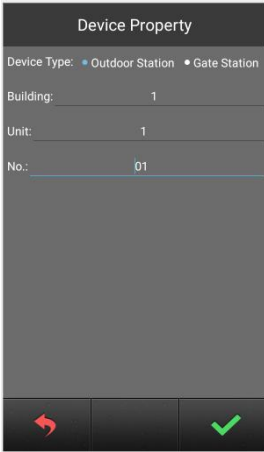 Device Property
Device Type: Outdoor Station Gate Station
Building: 1
Unit: 1
No.: 01